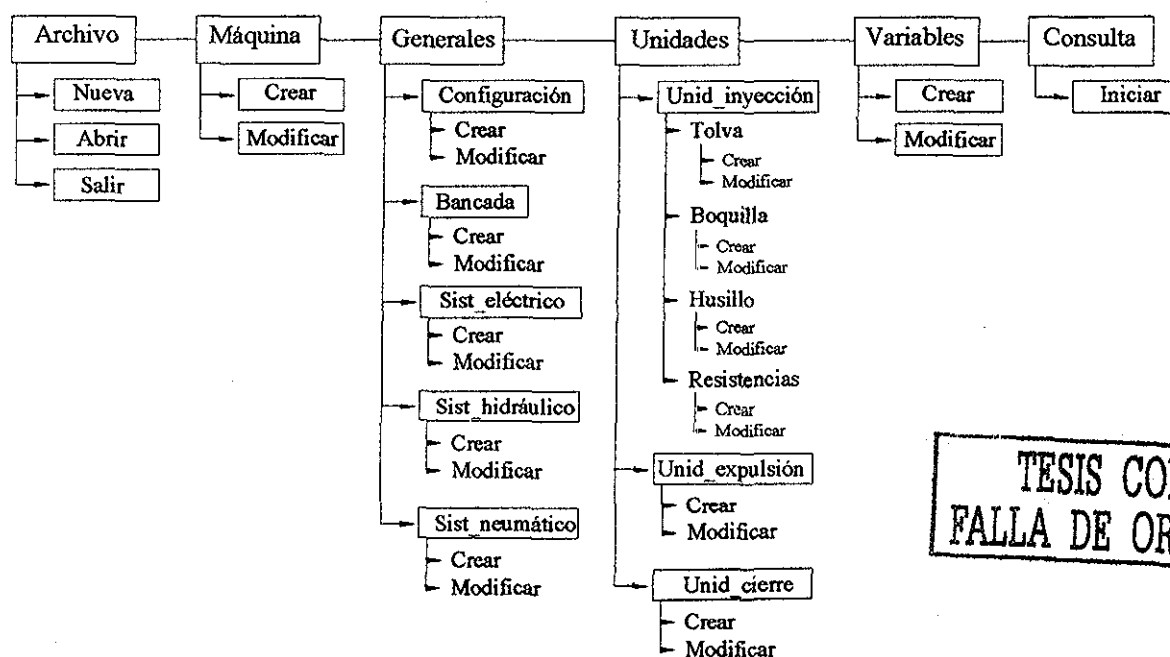 Archivo
Máquina
Generales
Unidades
Variables
Consulta
Nueva
Abrir
Salir
Crear
Modificar
Configuración
Crear
Modificar
Bancada
Crear
Modificar
Sist_eléctrico
Crear
Modificar
Sist_hidráulico
Crear
Modificar
Sist_neumático
Crear
Modificar
Unid_inyección
Tolva
Crear
Modificar
Boquilla
Crear
Modificar
Husillo
Crear
Modificar
Resistencias
Crear
Modificar
Unid_expulsión
Crear
Modificar
Unid_cierre
Crear
Modificar
Crear
Modificar
Iniciar
TESIS
FALLA DE